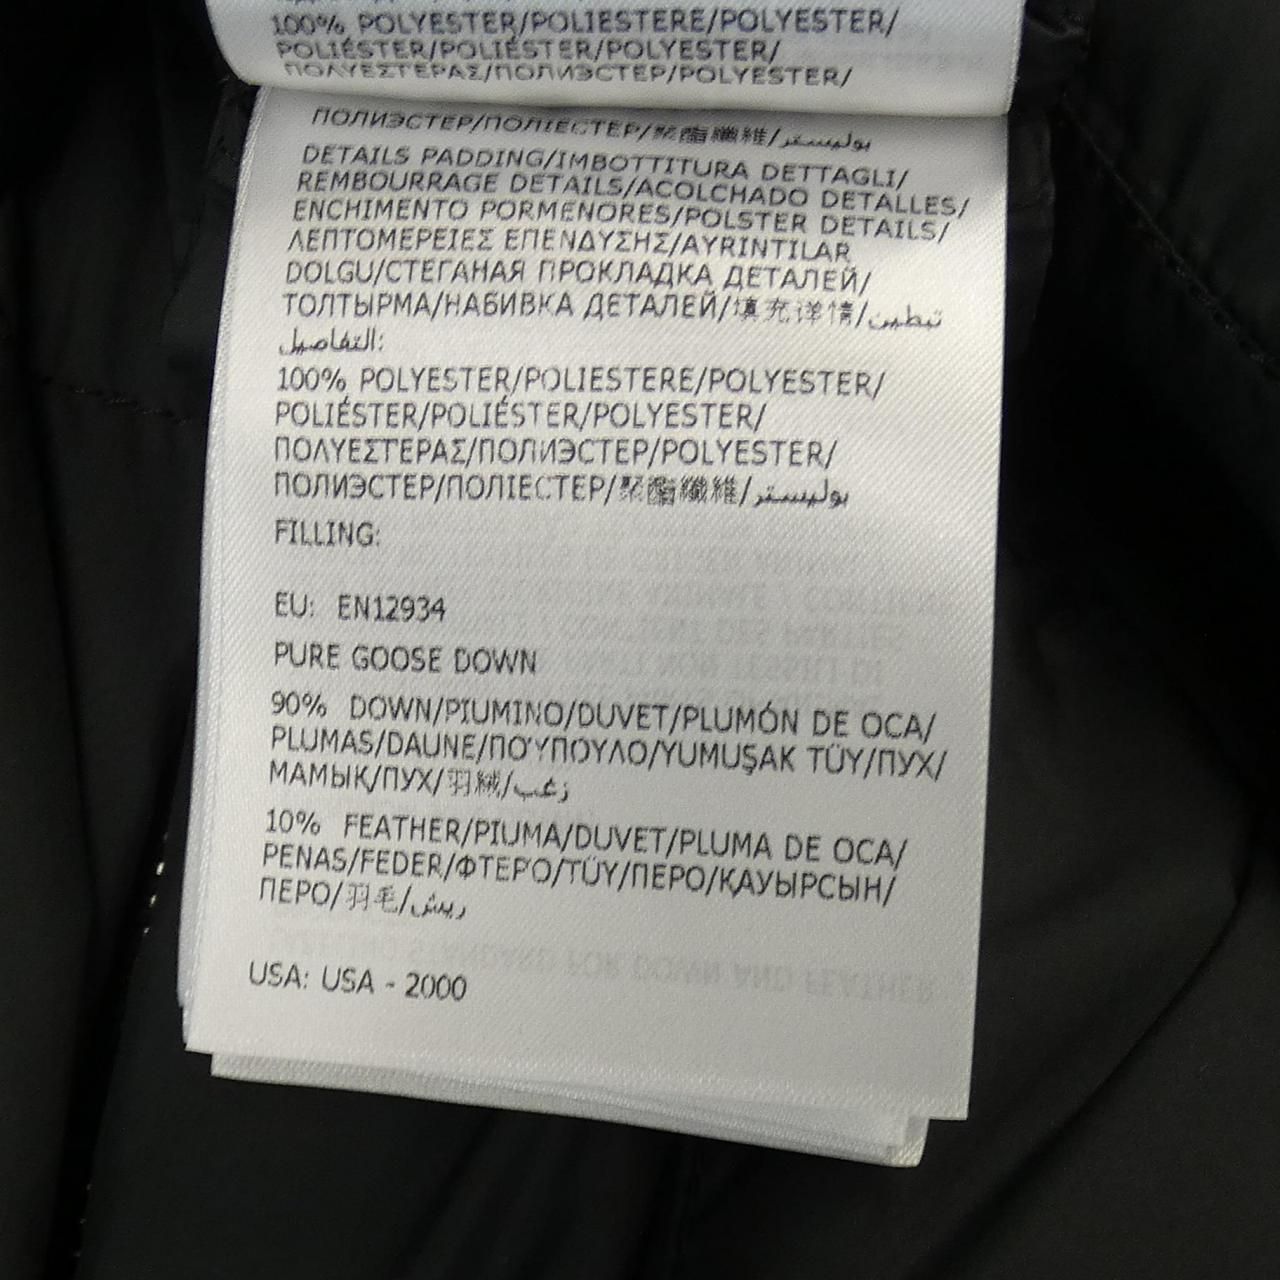 100% POLYESTER/POLIESTERE/POLYESTER/
POLIÉSTER/POLIÉSTER/POLYESTER/
ΠΟΛΥΕΣΤΕΡΑΣ/ПОЛИЭСТЕР/POLYESTER/
ПОЛИЭСТЕР/ПОЛІЕСТЕР/聚酯纖維/بوليستر
DETAILS PADDING/IMBOTTITURA DETTAGLI/
REMBOURRAGE DETAILS/ACOLCHADO DETALLES/
ENCHIMENTO PORMENORES/POLSTER DETAILS/
ΛΕΠΤΟΜΕΡΕΙΕΣ ΕΠΕΝΔΥΣΗΣ/AYRINTILAR
DOLGU/СТЕГАНАЯ ПРОКЛАДКА ДЕТАЛЕЙ/
ТОЛТЫРМА/НАБИВКА ДЕТАЛЕЙ/填充详情/تبطين
التفاصيل:
100% POLYESTER/POLIESTERE/POLYESTER/
POLIÉSTER/POLIÉSTER/POLYESTER/
ΠΟΛΥΕΣΤΕΡΑΣ/ПОЛИЭСТЕР/POLYESTER/
ПОЛИЭСТЕР/ПОЛІЕСТЕР/聚酯纖維/بوليستر
FILLING:
EU: EN12934
PURE GOOSE DOWN
90% DOWN/PIUMINO/DUVET/PLUMÓN DE OCA/
PLUMAS/DAUNE/ΠΟΎΠΟΥΛΟ/YUMUŞAK TÜY/ПУХ/
МАМЫҚ/ПУХ/羽絨/زغب
10% FEATHER/PIUMA/DUVET/PLUMA DE OCA/
PENAS/FEDER/ΦΤΕΡΌ/TÜY/ПЕРО/ҚАУЫРСЫН/
ПЕРО/羽毛/ريش
USA: USA - 2000